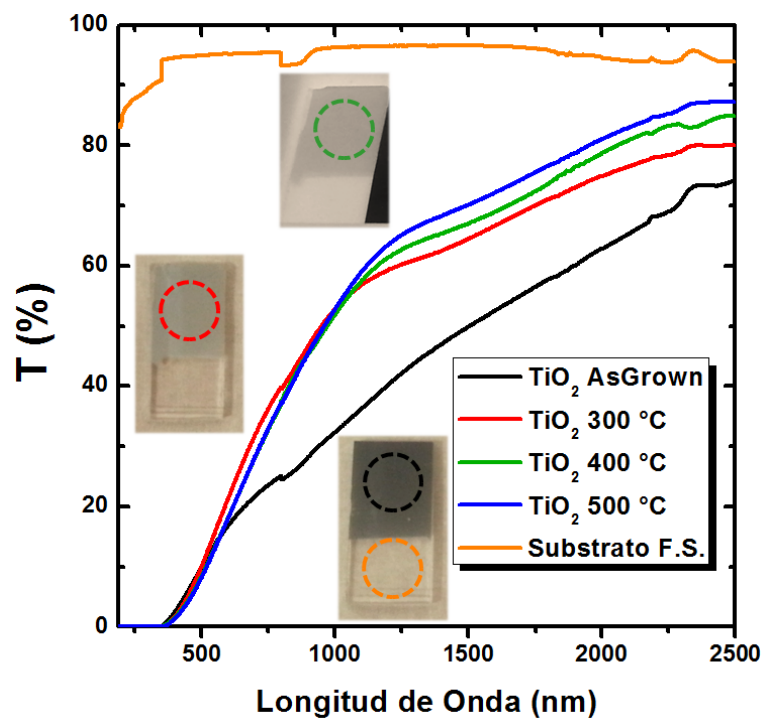 100
80
60
40
20
0
T (%)
TiO₂ AsGrown
TiO₂ 300 °C
TiO₂ 400 °C
TiO₂ 500 °C
Substrato F.S.
500 1000 1500 2000 2500
Longitud de Onda (nm)